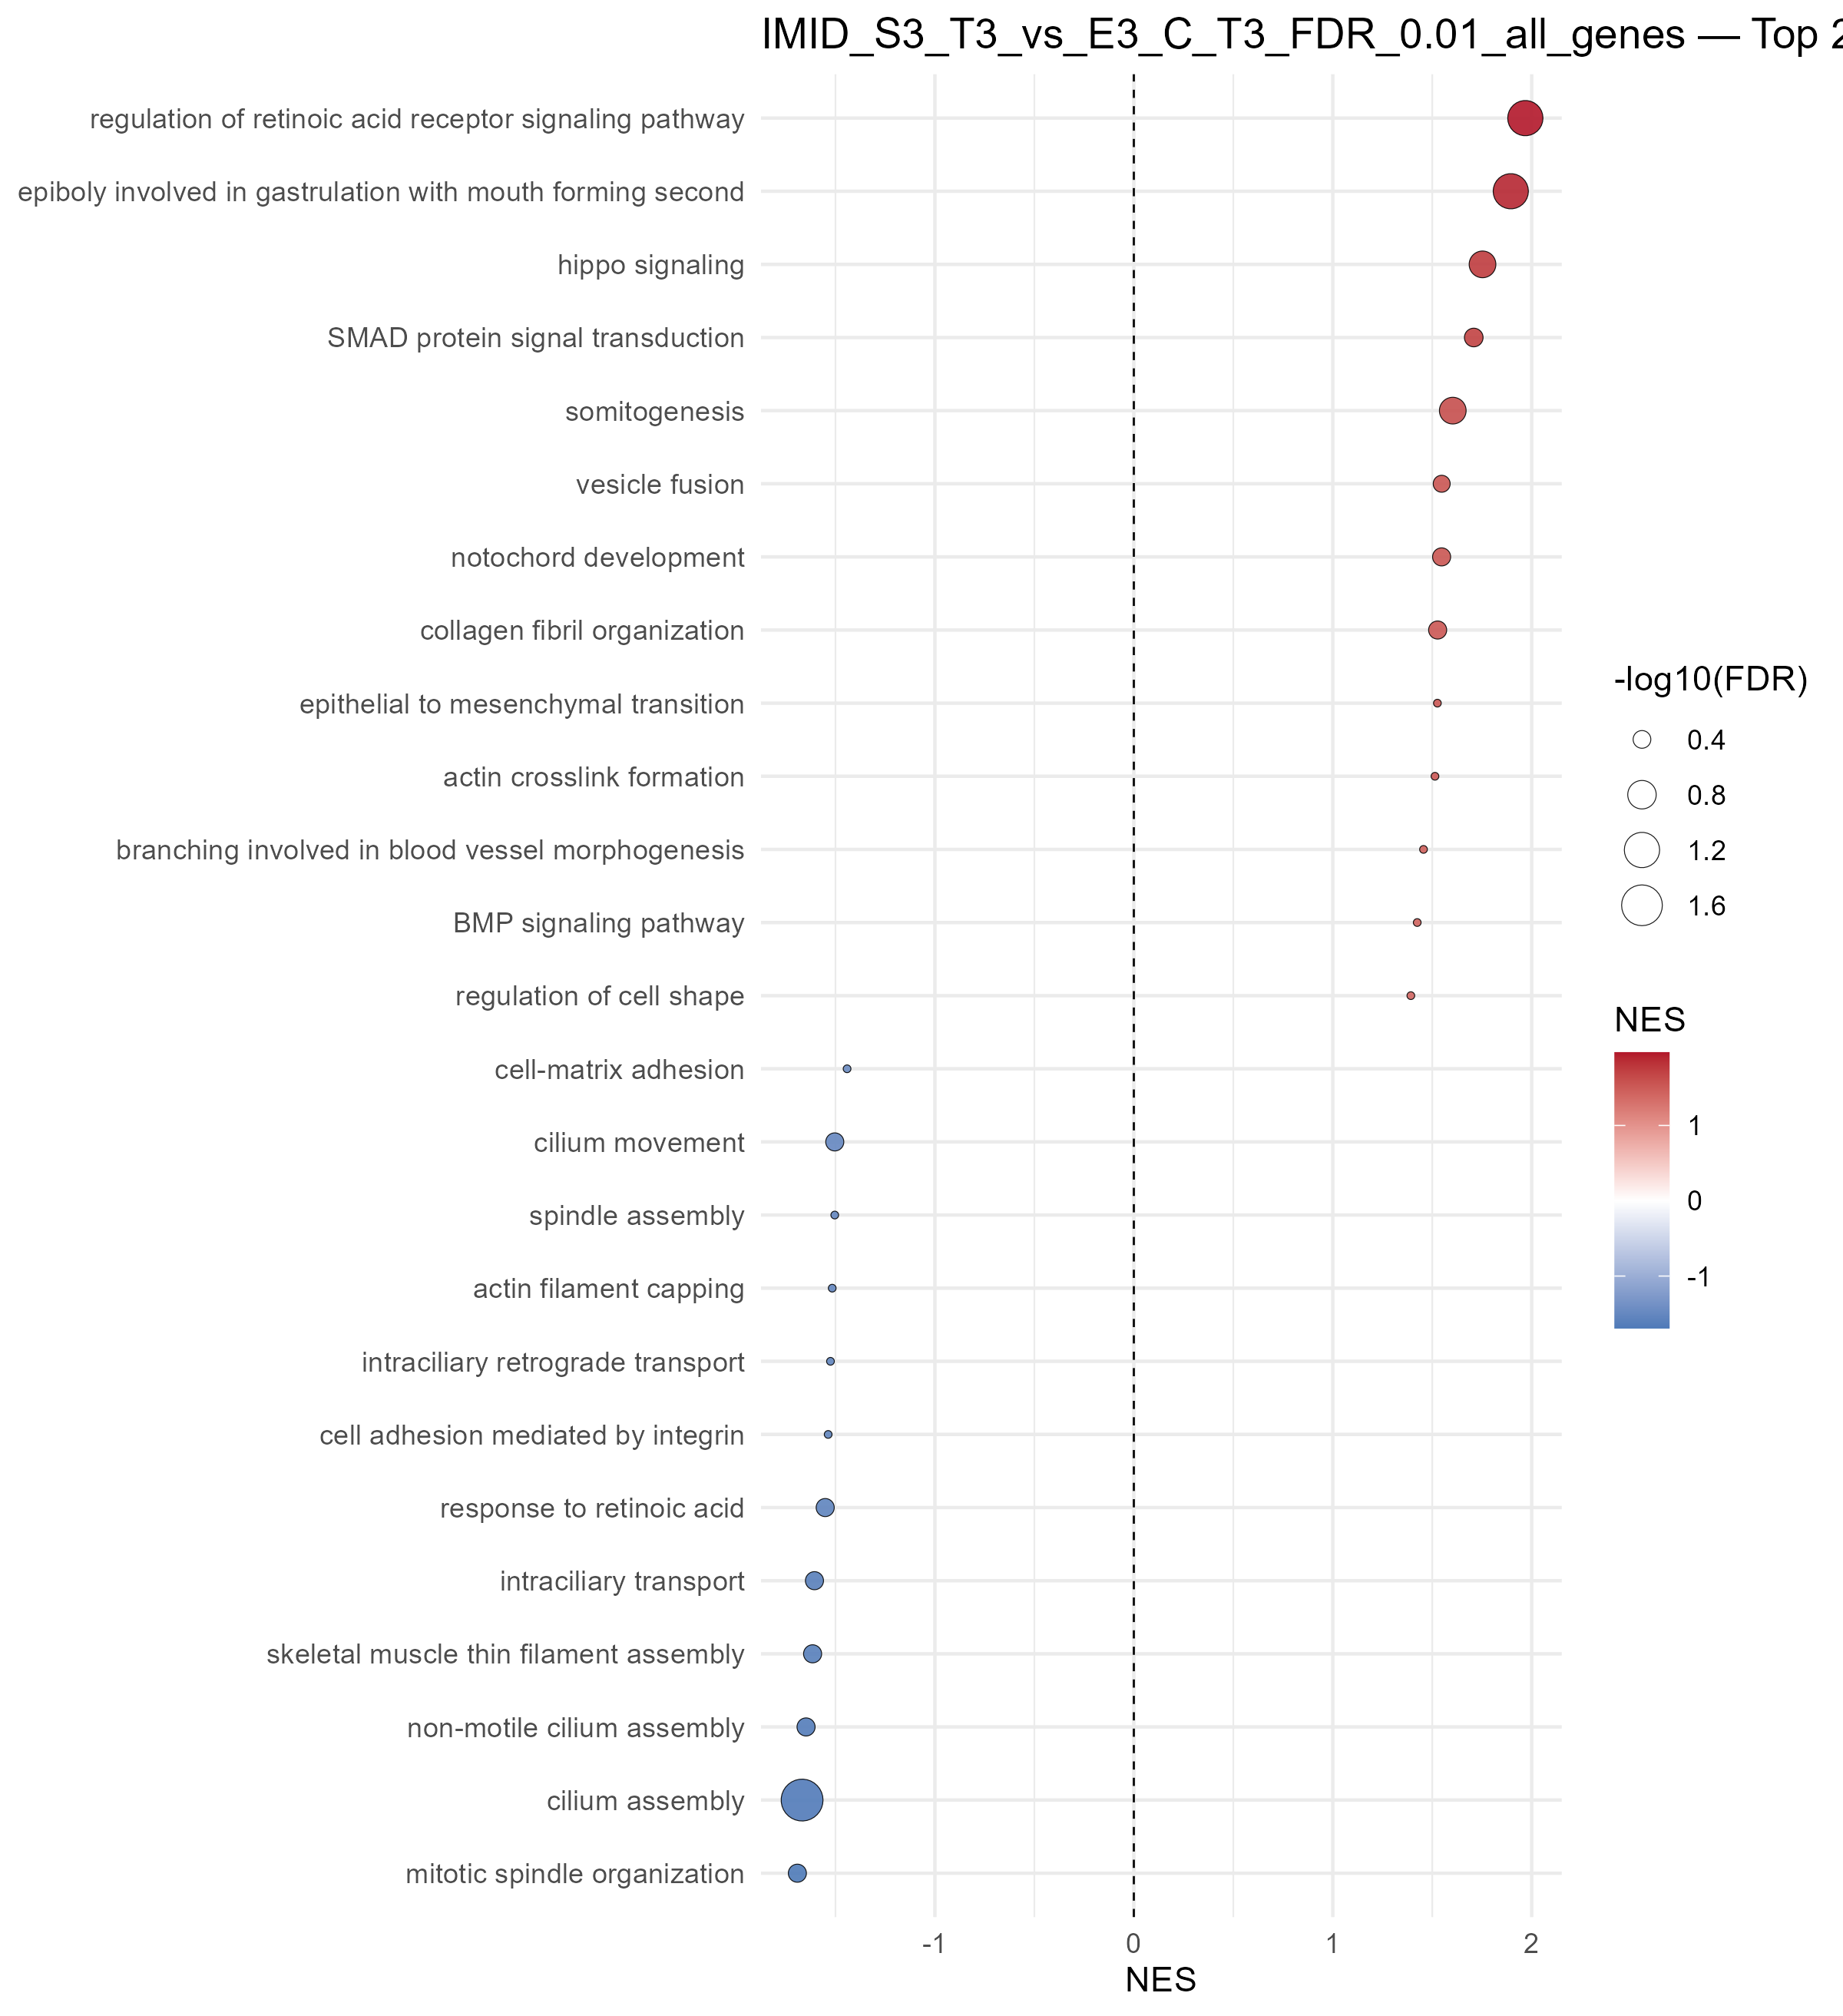 IMID_S3_T3_vs_E3_C_T3_FDR_0.01_all_genes — Top 2
regulation of retinoic acid receptor signaling pathway
epiboly involved in gastrulation with mouth forming second
hippo signaling
SMAD protein signal transduction
somitogenesis
vesicle fusion
notochord development
collagen fibril organization
epithelial to mesenchymal transition
actin crosslink formation
branching involved in blood vessel morphogenesis
BMP signaling pathway
regulation of cell shape
cell-matrix adhesion
cilium movement
spindle assembly
actin filament capping
intraciliary retrograde transport
cell adhesion mediated by integrin
response to retinoic acid
intraciliary transport
skeletal muscle thin filament assembly
non-motile cilium assembly
cilium assembly
mitotic spindle organization
-1 0 1 2
NES
-log10(FDR)
0.4
0.8
1.2
1.6
NES
1
0
-1